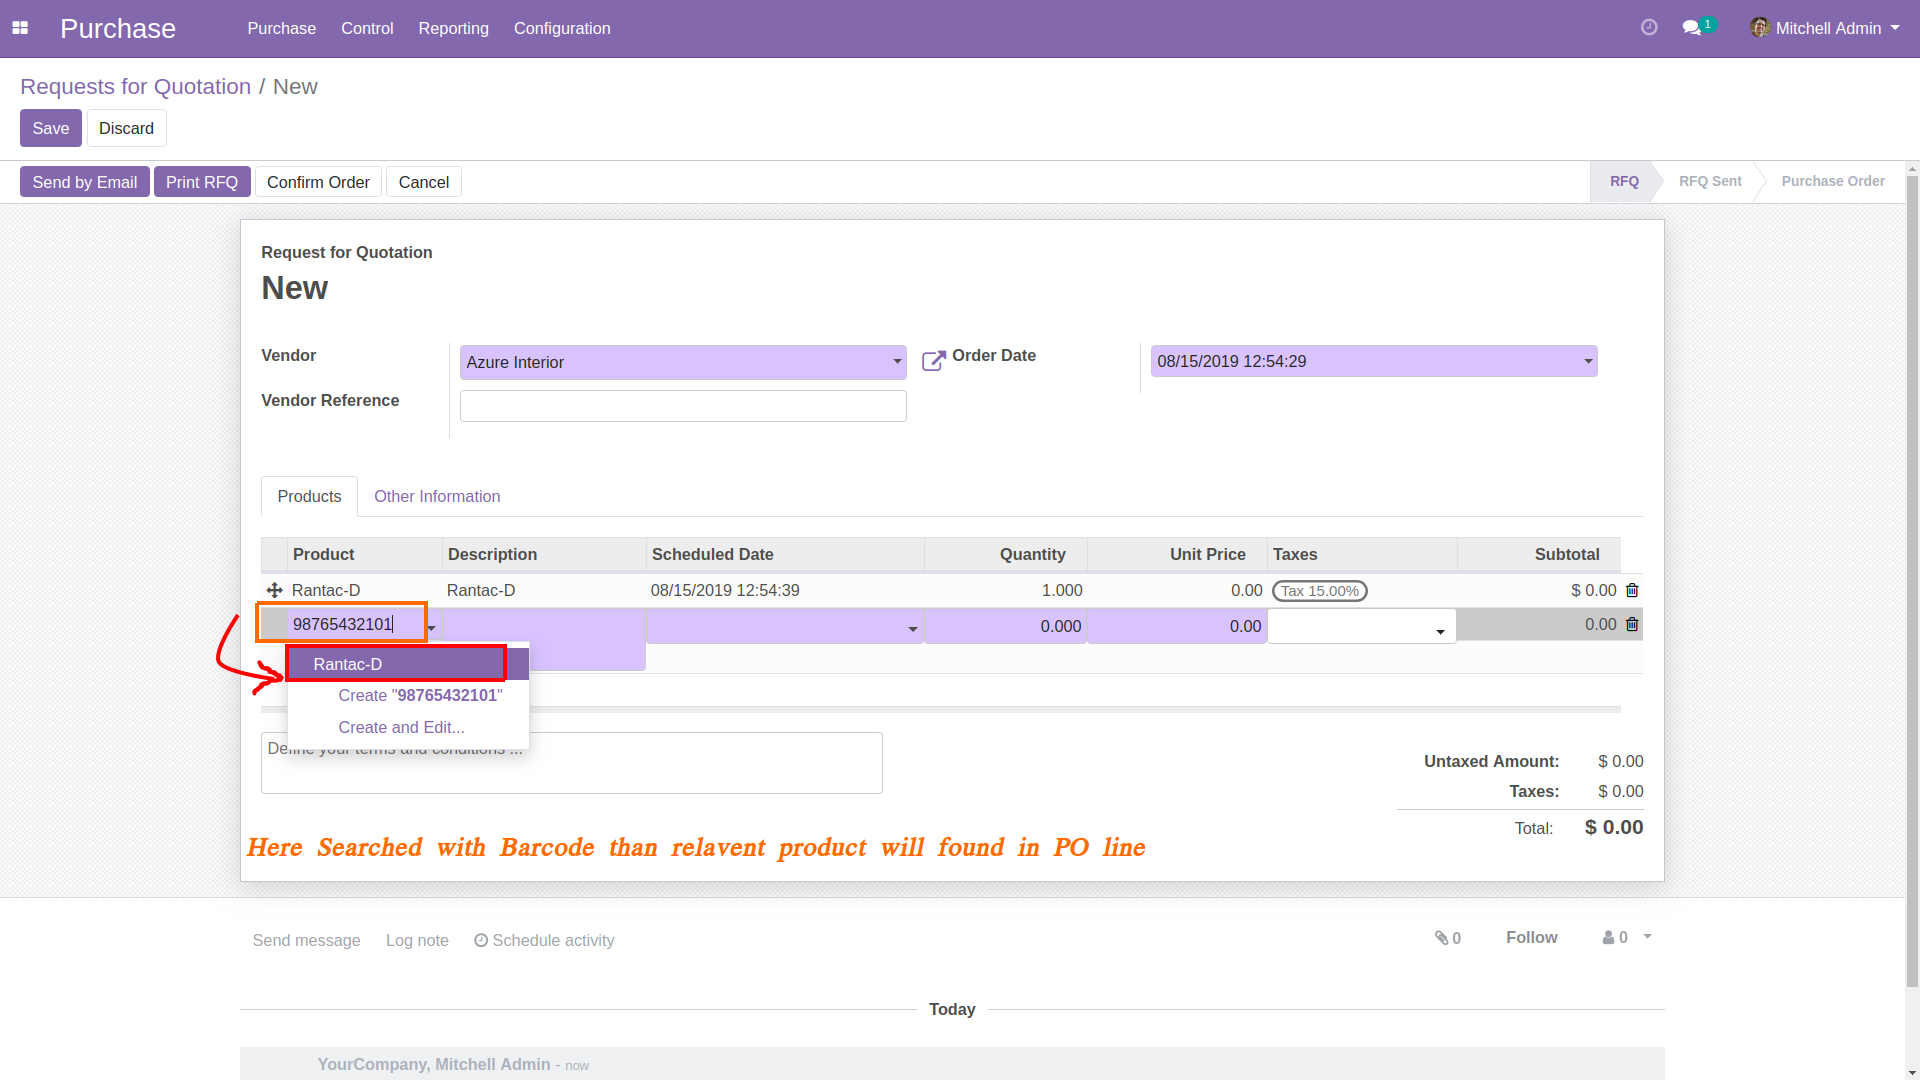 Purchase Purchase Control Reporting Configuration 1 Mitchell Admin
Requests for Quotation / New
Save Discard
Send by Email Print RFQ Confirm Order Cancel RFQ RFQ Sent Purchase Order
Request for Quotation
New
Vendor Azure Interior Order Date 08/15/2019 12:54:29
Vendor Reference
Products Other Information
Product Description Scheduled Date Quantity Unit Price Taxes Subtotal
Rantac-D Rantac-D 08/15/2019 12:54:39 1.000 0.00 Tax 15.00% $ 0.00
98765432101 0.000 0.00 0.00
Rantac-D
Create "98765432101"
Create and Edit...
Define your terms and conditions ...
Untaxed Amount: $ 0.00
Taxes: $ 0.00
Total: $ 0.00
Here Searched with Barcode than relavent product will found in PO line
Send message Log note Schedule activity 0 Follow 0
Today
YourCompany, Mitchell Admin - now